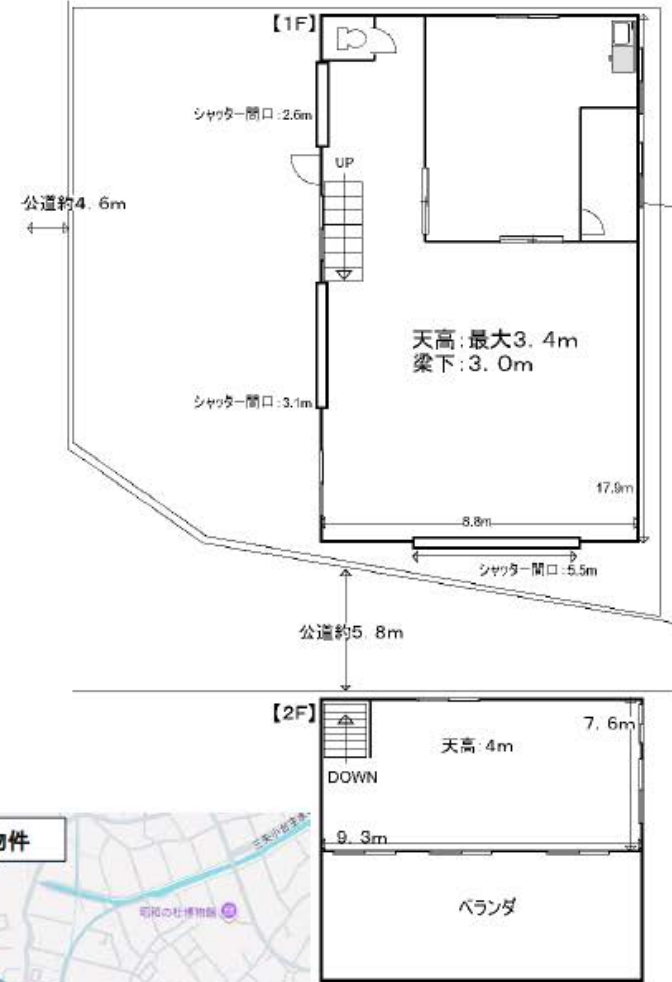 【1F】
シャッター間口:2.6m
UP
公道約4.6m
天高:最大3.4m
梁下:3.0m
シャッター間口:3.1m
17.9m
8.8m
シャッター間口:5.5m
公道約5.8m
【2F】
7.6m
天高:4m
DOWN
9.3m
物件
昭和の杜博物館
ベランダ